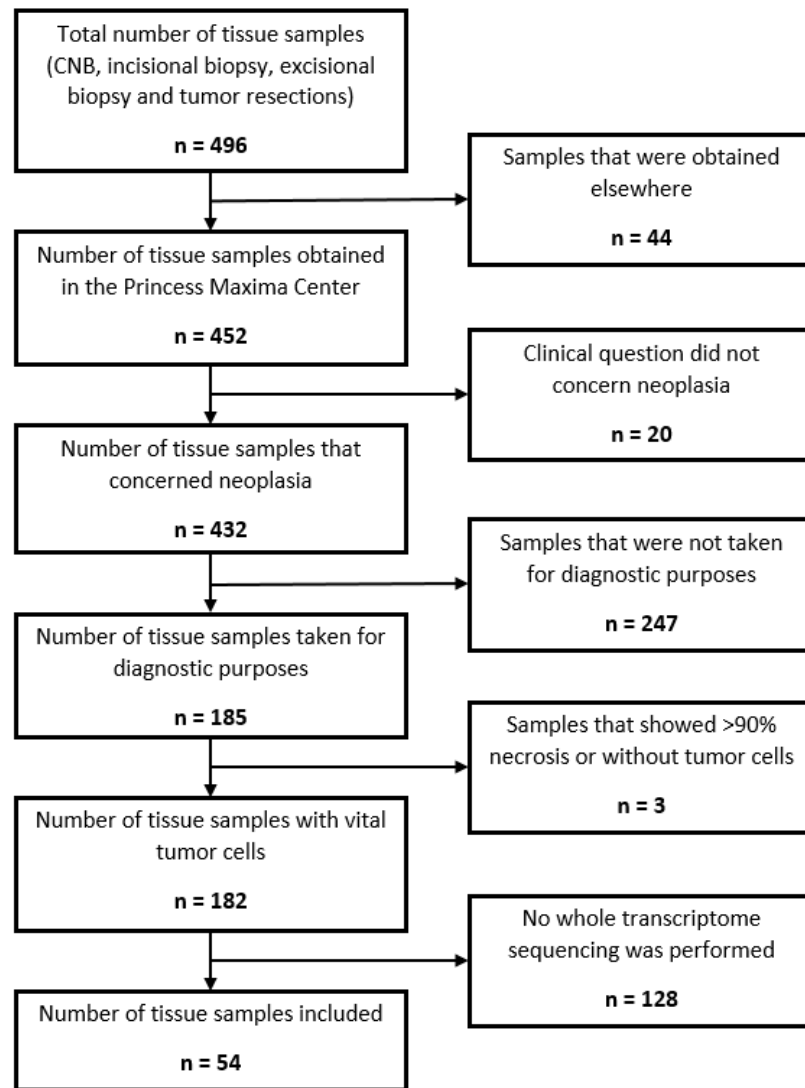 Total number of tissue samples
(CNB, incisional biopsy, excisional
biopsy and tumor resections)
n = 496
Samples that were obtained
elsewhere
n = 44
Number of tissue samples obtained
in the Princess Maxima Center
n = 452
Clinical question did not
concern neoplasia
n = 20
Number of tissue samples that
concerned neoplasia
n = 432
Samples that were not taken
for diagnostic purposes
n = 247
Number of tissue samples taken for
diagnostic purposes
n = 185
Samples that showed >90%
necrosis or without tumor cells
n = 3
Number of tissue samples with vital
tumor cells
n = 182
No whole transcriptome
sequencing was performed
n = 128
Number of tissue samples included
n = 54